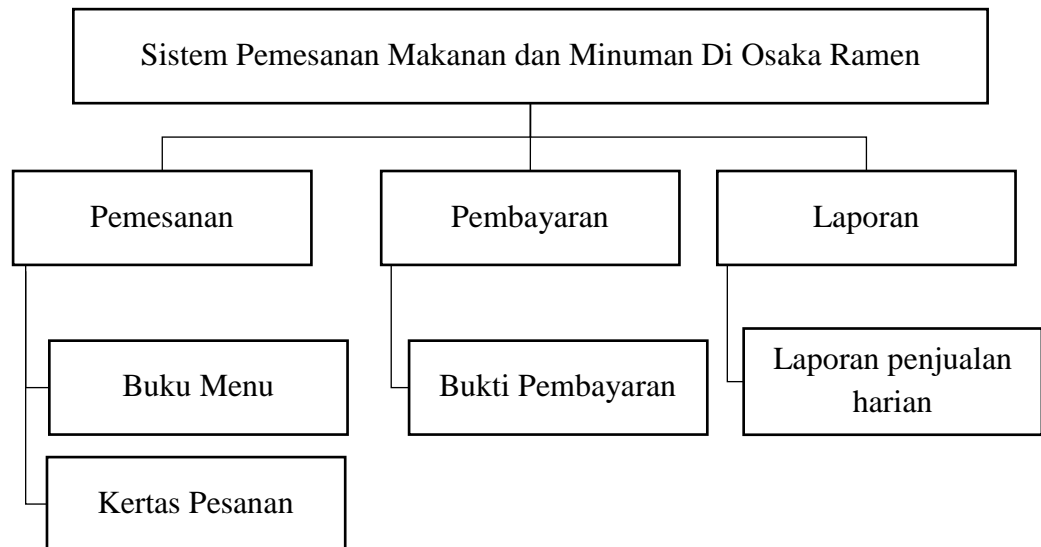 Sistem Pemesanan Makanan dan Minuman Di Osaka Ramen
Pemesanan
Pembayaran
Laporan
Buku Menu
Bukti Pembayaran
Laporan penjualan
harian
Kertas Pesanan